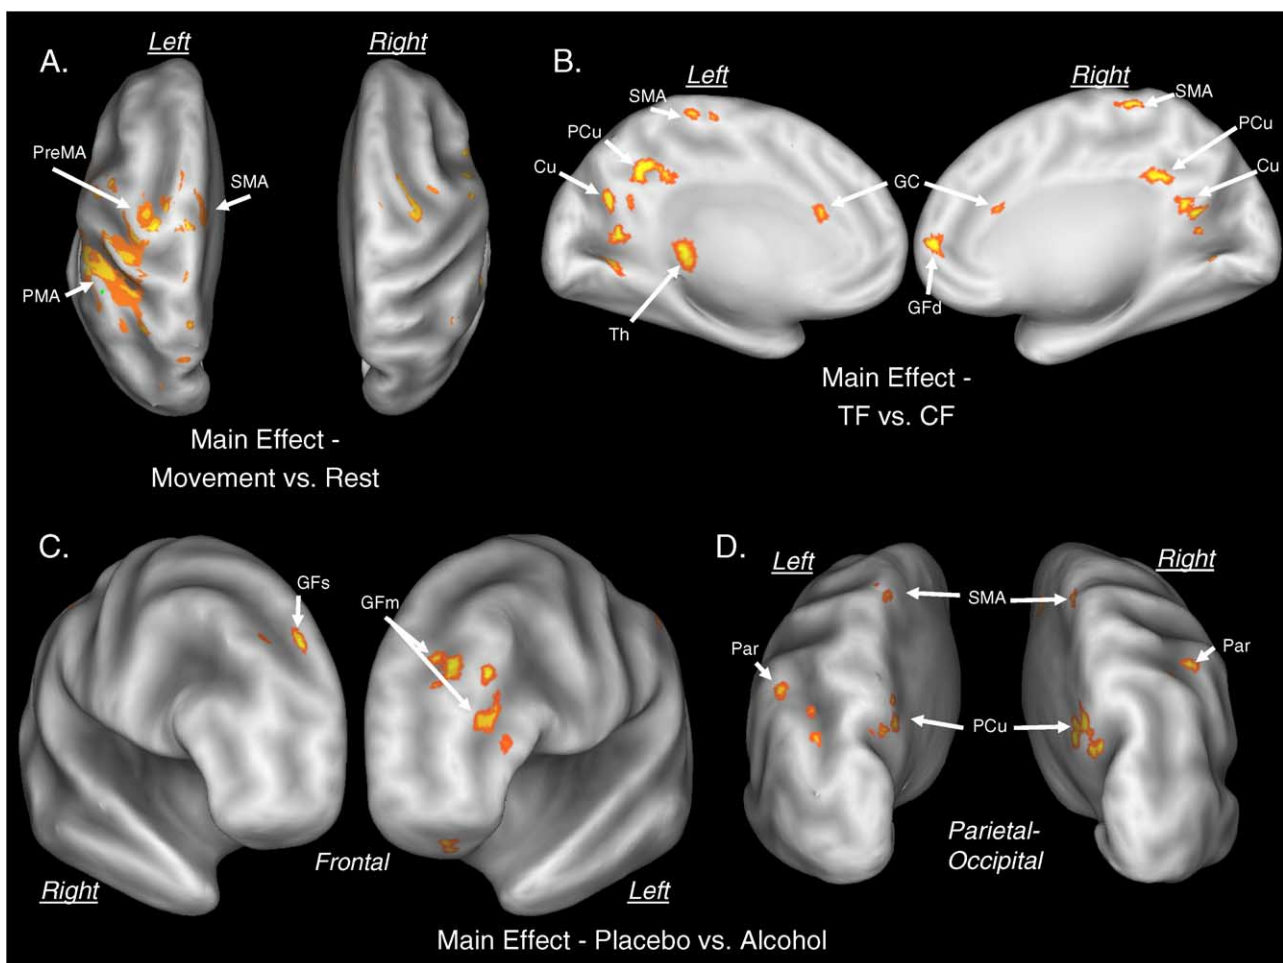 A.
Left
Right
PreMA
SMA
PMA
Main Effect -
Movement vs. Rest
B.
Left
Right
SMA
SMA
PCu
PCu
Cu
Cu
GC
GFd
Th
Main Effect -
TF vs. CF
C.
GFs
GFm
Frontal
Right
Left
D.
Left
Right
SMA
Par
Par
PCu
Parietal-
Occipital
Main Effect - Placebo vs. Alcohol